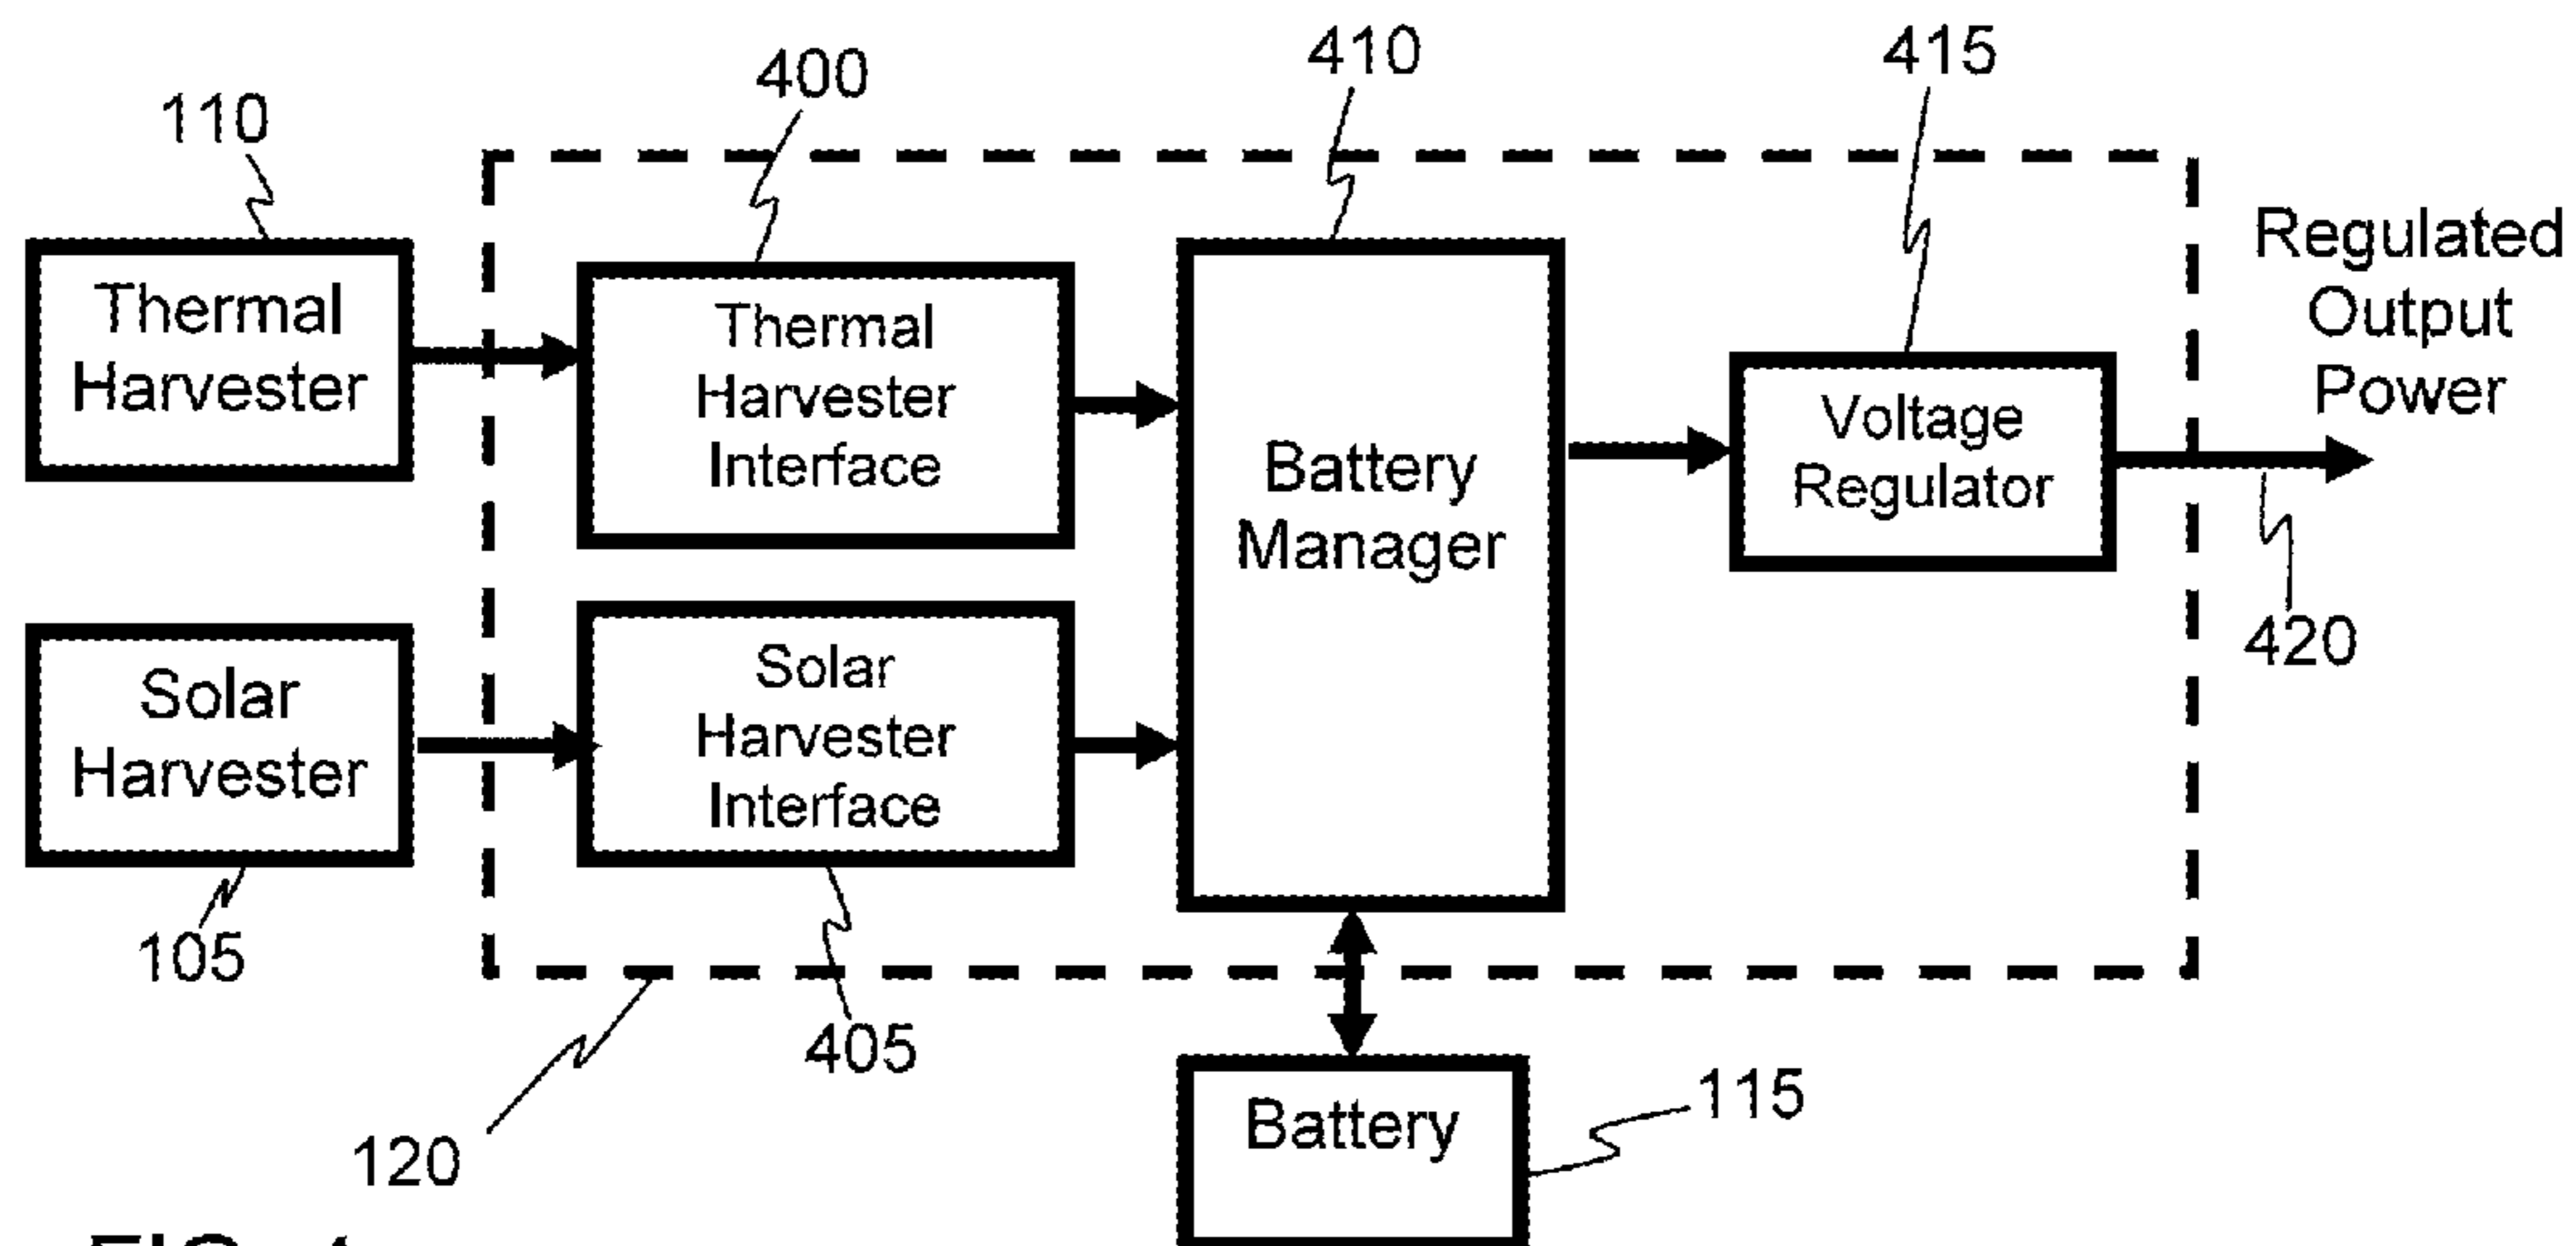 400
410
415
110
Regulated
Output
Power
Thermal
Harvester
Thermal
Harvester
Interface
Battery
Manager
Voltage
Regulator
420
Solar
Harvester
Solar
Harvester
Interface
105
405
120
Battery
115